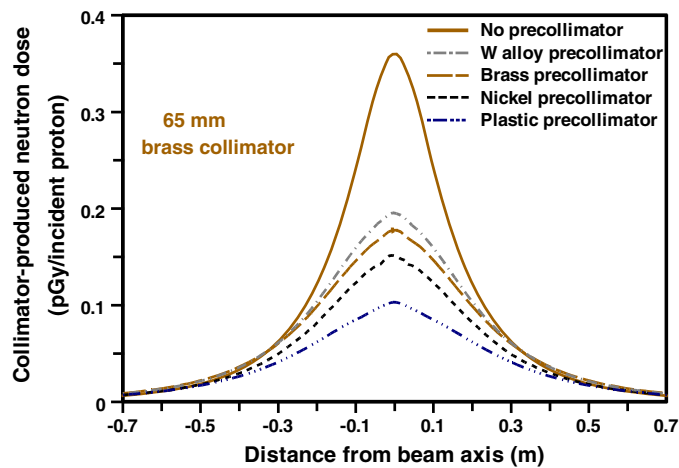 Collimator-produced neutron dose
(pGy/incident proton)
0.4
0.3
0.2
0.1
0
No precollimator
W alloy precollimator
Brass precollimator
Nickel precollimator
Plastic precollimator
65 mm
brass collimator
-0.7 -0.5 -0.3 -0.1 0.1 0.3 0.5 0.7
Distance from beam axis (m)